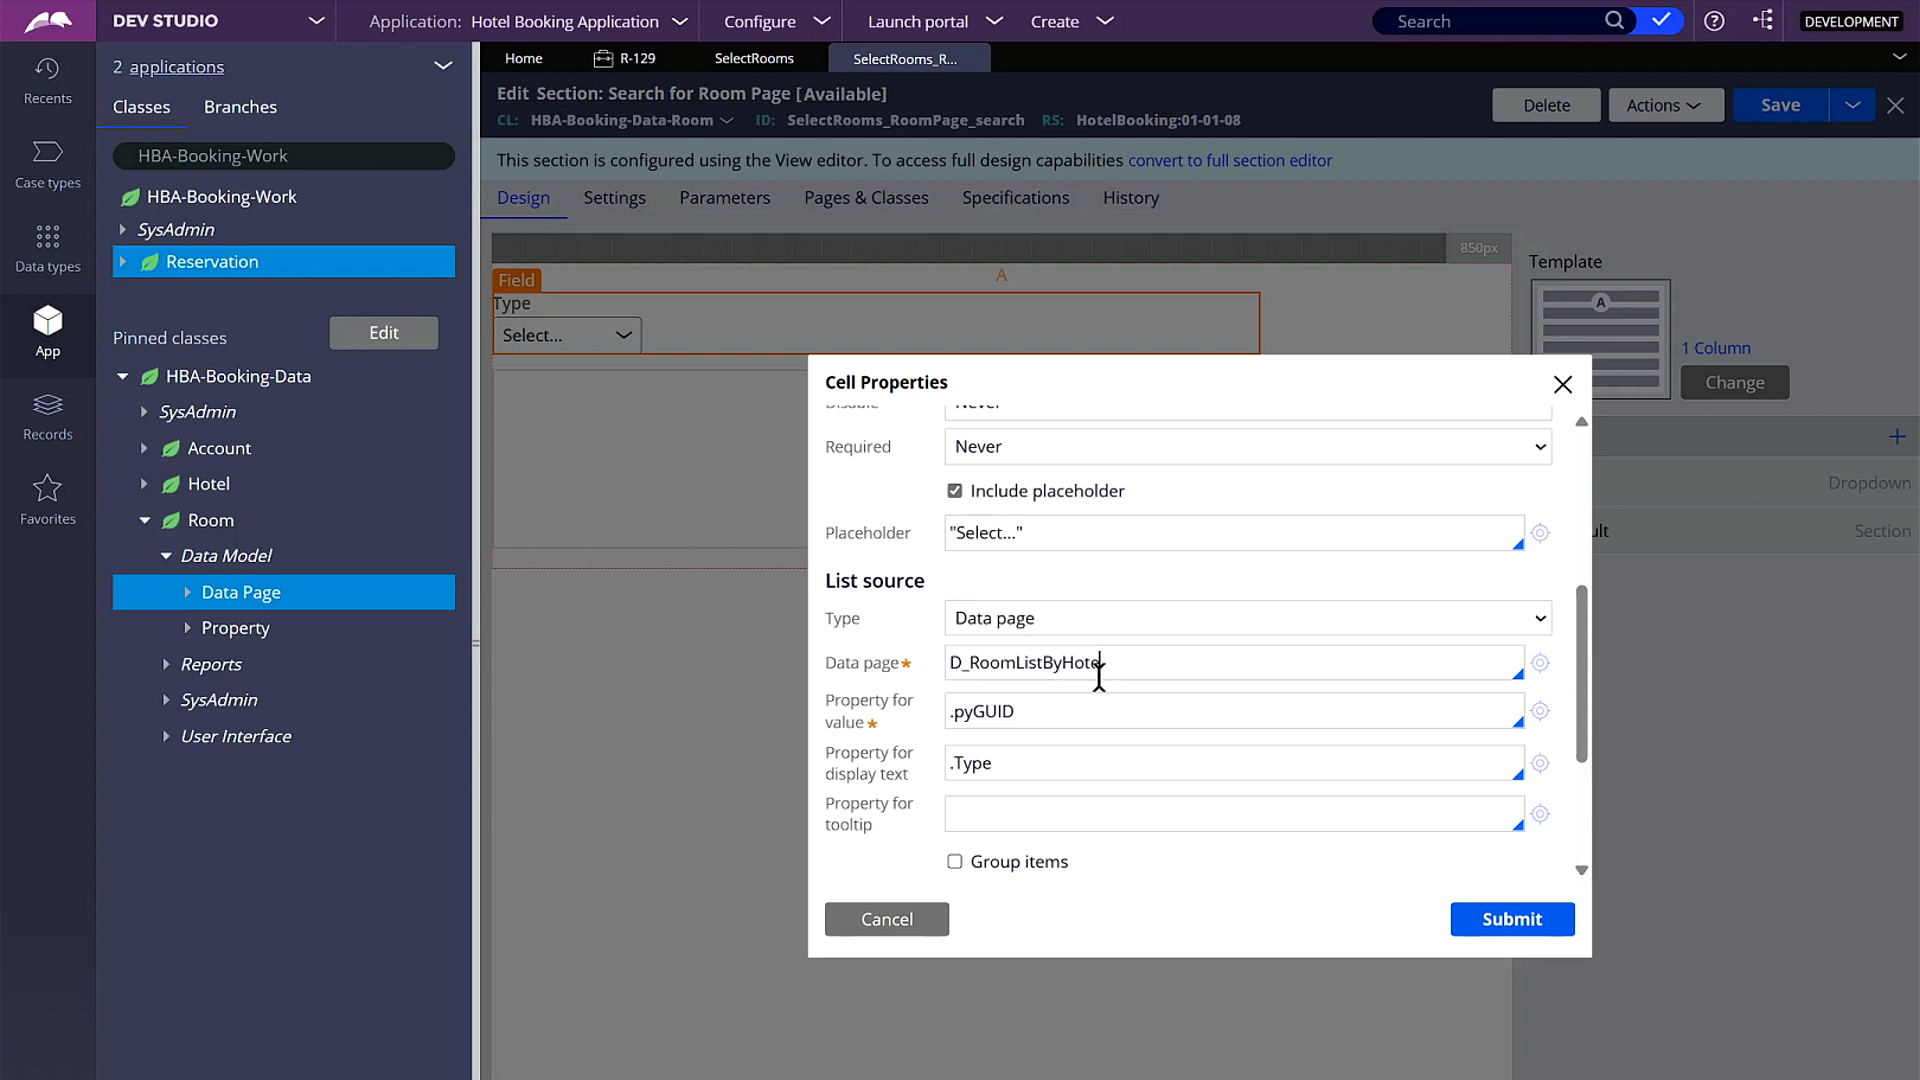 DEV STUDIO
Application: Hotel Booking Application
Configure
Launch portal
Create
Search
DEVELOPMENT
Recents
Case types
Data types
App
Records
Favorites
2 applications
Classes
Branches
HBA-Booking-Work
HBA-Booking-Work
SysAdmin
Reservation
Pinned classes
Edit
HBA-Booking-Data
SysAdmin
Account
Hotel
Room
Data Model
Data Page
Property
Reports
SysAdmin
User Interface
Home
R-129
SelectRooms
SelectRooms_R...
Edit Section: Search for Room Page [Available]
CL: HBA-Booking-Data-Room ID: SelectRooms_RoomPage_search RS: HotelBooking:01-01-08
Delete
Actions
Save
This section is configured using the View editor. To access full design capabilities convert to full section editor
Design
Settings
Parameters
Pages & Classes
Specifications
History
850px
Field
A
Type
Select...
Template
A
1 Column
Change
Dropdown
ult
Section
Cell Properties
Disable
Never
Required
Never
Include placeholder
Placeholder
"Select..."
List source
Type
Data page
Data page★
D_RoomListByHotel
Property for
value ★
.pyGUID
Property for
display text
.Type
Property for
tooltip
Group items
Cancel
Submit